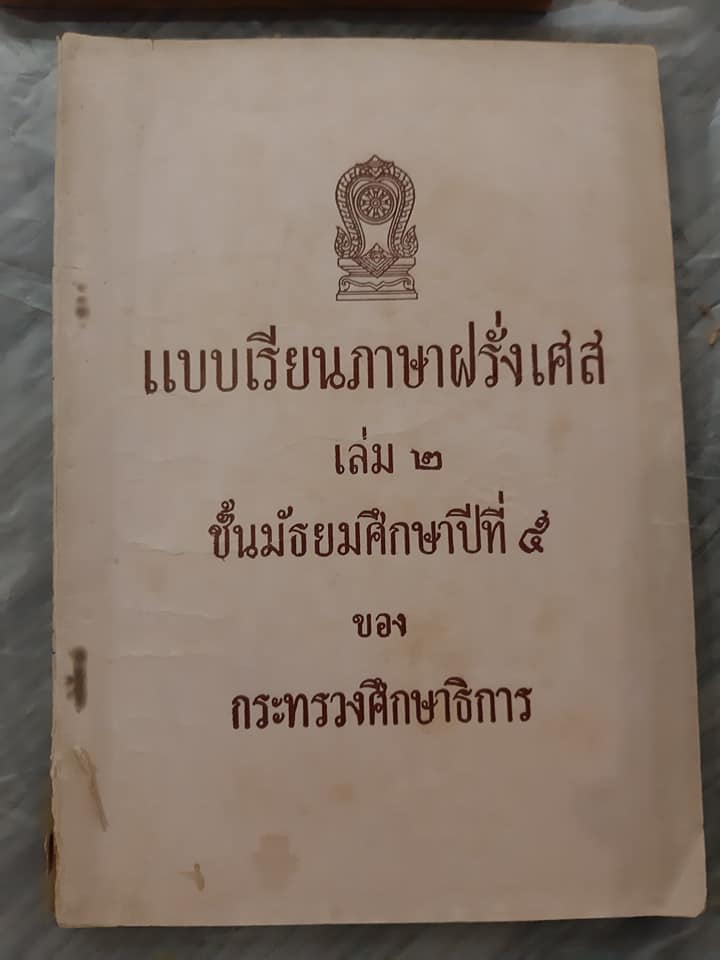 แบบเรียนภาษาฝรั่งเศส
เล่ม ๒
ชั้นมัธยมศึกษาปีที่ ๕
ของ
กระทรวงศึกษาธิการ